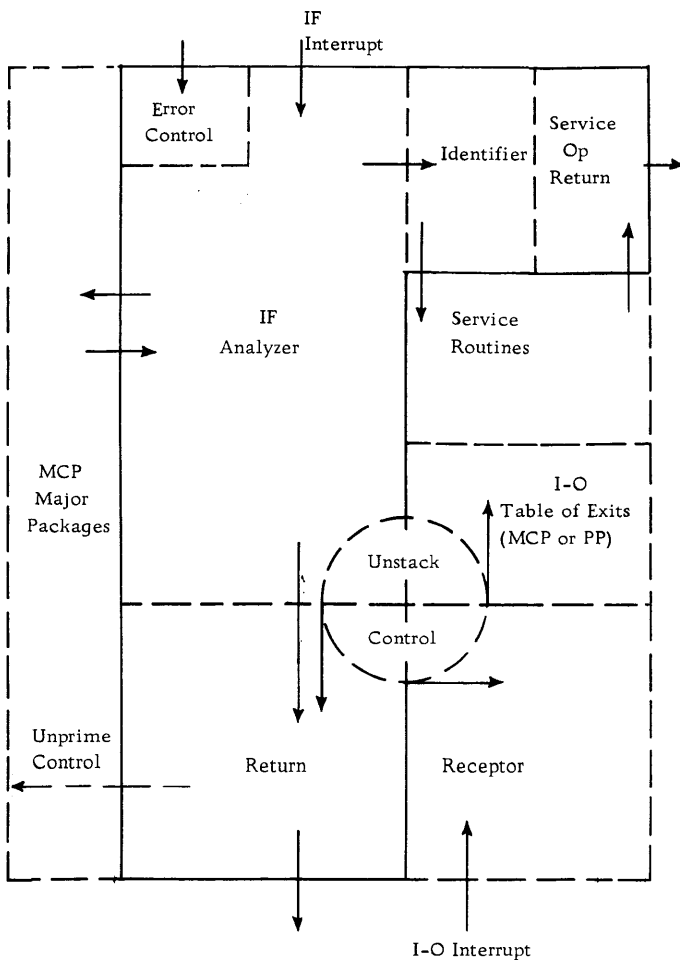 IF
Interrupt
Error
Control
Identifier
Service
Op
Return
IF
Analyzer
Service
Routines
MCP
Major
Packages
I-O
Table of Exits
(MCP or PP)
Unstack
Control
Unprime
Control
Return
Receptor
I-O Interrupt